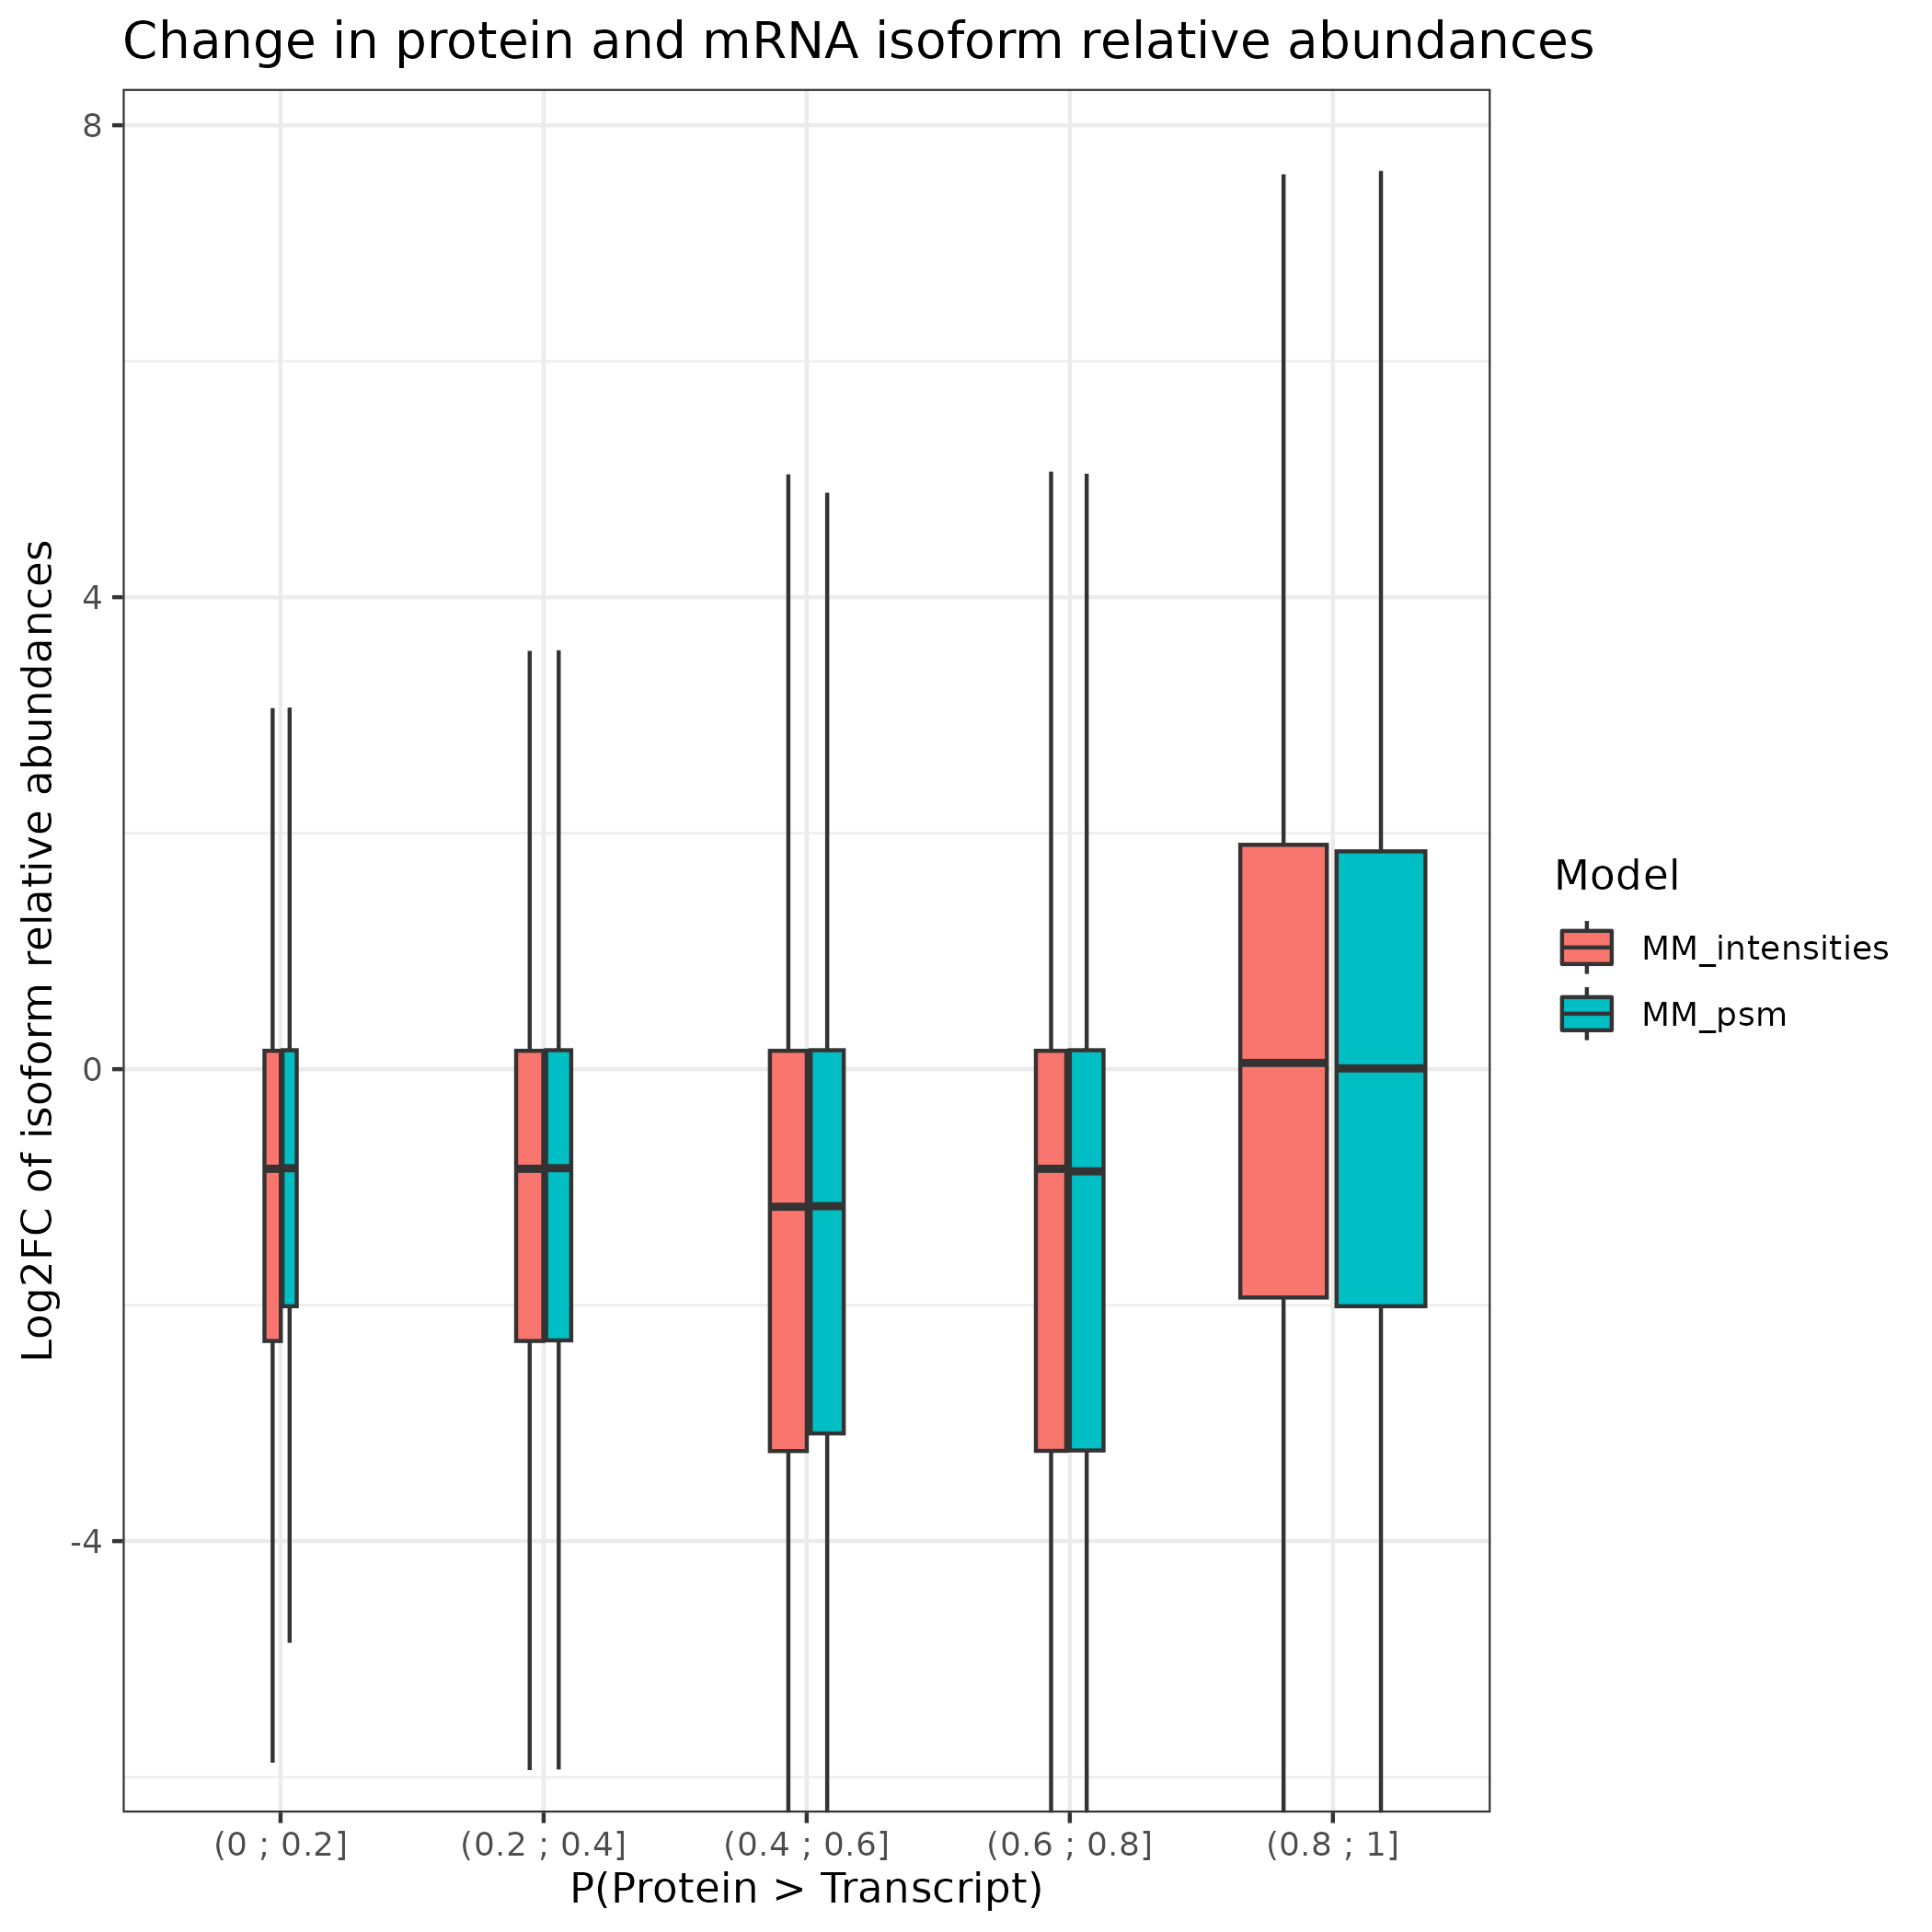 Change in protein and mRNA isoform relative abundances
Log2FC of isoform relative abundances
8
4
0
-4
(0 ; 0.2]
(0.2 ; 0.4]
(0.4 ; 0.6]
(0.6 ; 0.8]
(0.8 ; 1]
P(Protein > Transcript)
Model
MM_intensities
MM_psm